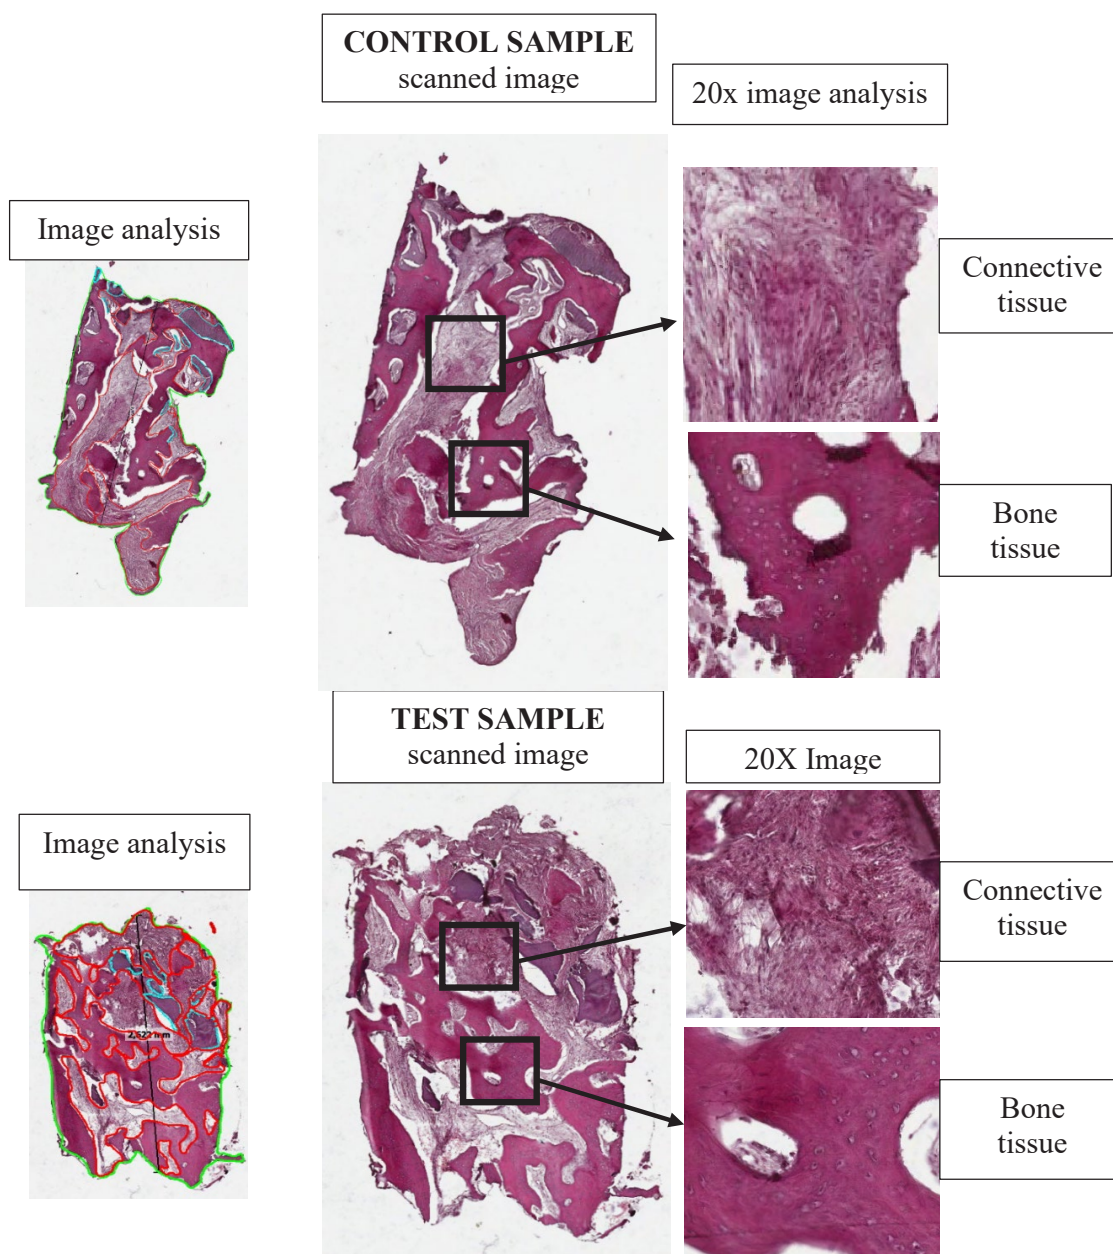 CONTROL SAMPLE
scanned image
20x image analysis
Image analysis
Connective
tissue
Bone
tissue
TEST SAMPLE
scanned image
20X Image
Image analysis
Connective
tissue
Bone
tissue